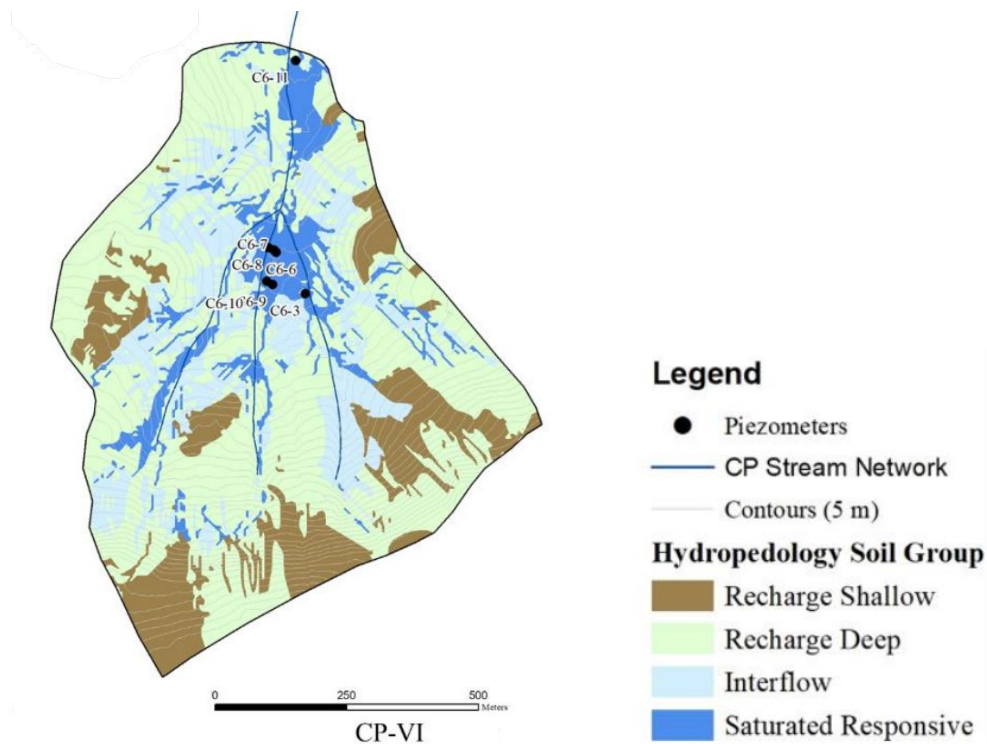 C6-11
C6-7
C6-8 C6-6
C6-10 C6-9
C6-3
Legend
Piezometers
CP Stream Network
Contours (5 m)
Hydropedology Soil Group
Recharge Shallow
Recharge Deep
Interflow
Saturated Responsive
0 250 500
Meters
CP-VI